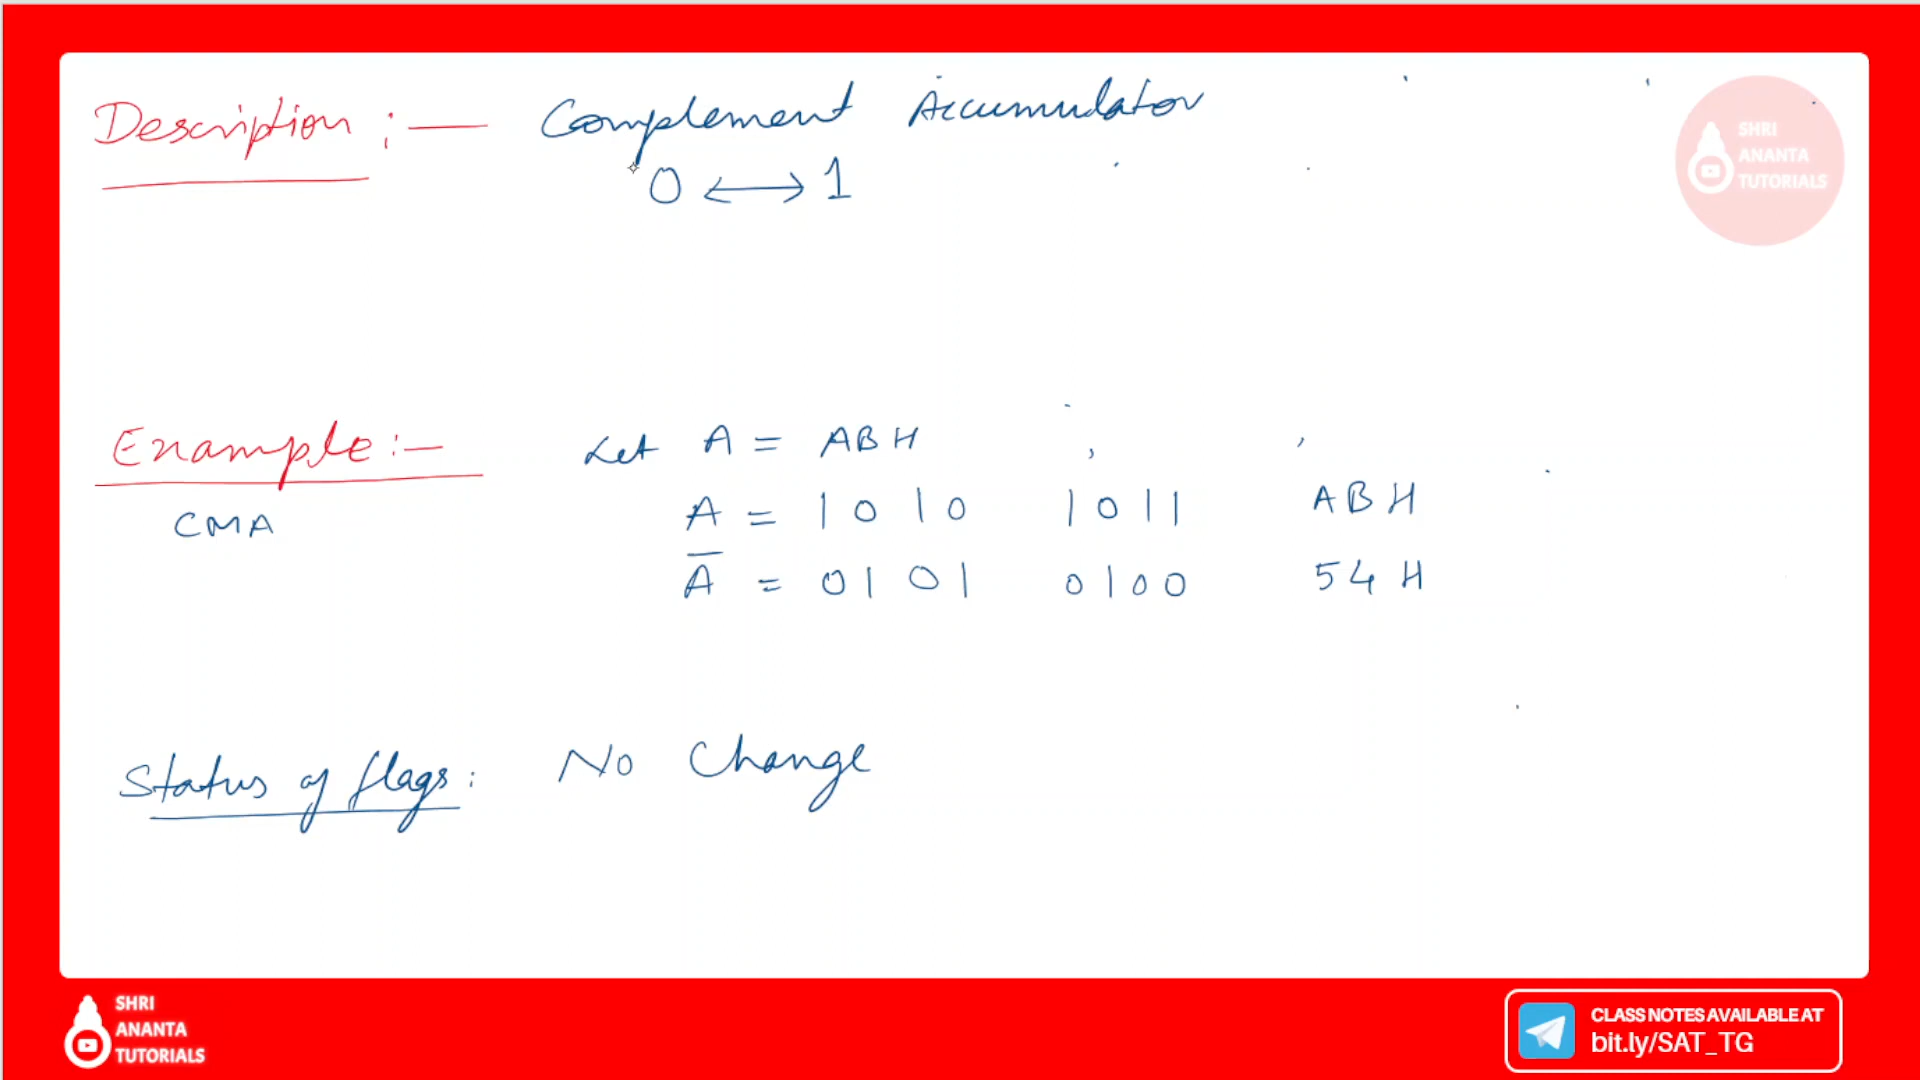 Description :— Complement Accumulator
0 ⟷ 1
SHRI
ANANTA
TUTORIALS
Example :— Let A = ABH
CMA
A = 1010 1011 ABH
A̅ = 0101 0100 54H
Status of flags : No Change
SHRI
ANANTA
TUTORIALS
CLASS NOTES AVAILABLE AT
bit.ly/SAT_TG